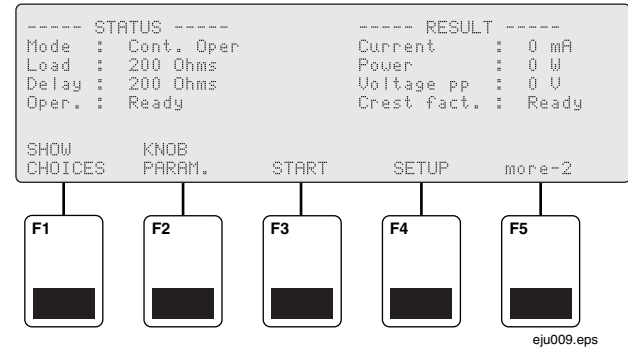 ----- STATUS ----- ----- RESULT -----
Mode : Cont. Oper Current : 0 mA
Load : 200 Ohms Power : 0 W
Delay : 200 Ohms Voltage pp : 0 V
Oper. : Ready Crest fact. : Ready
SHOW KNOB
CHOICES PARAM. START SETUP more-2
F1 F2 F3 F4 F5
eju009.eps